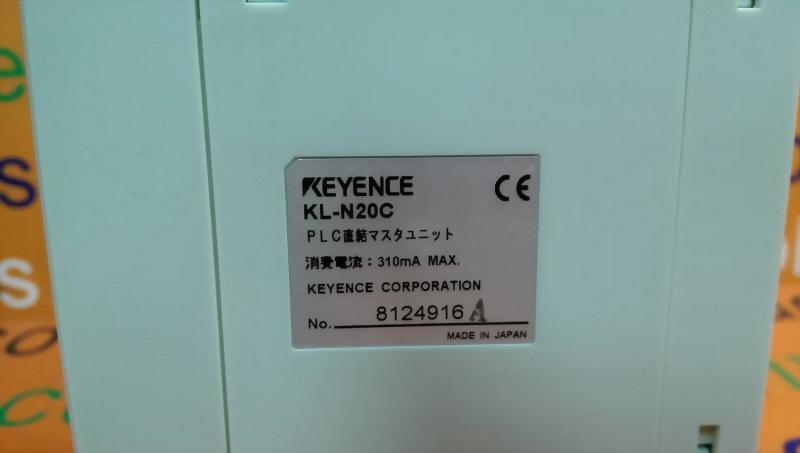 KEYENCE CE
KL-N20C
PLC直結マスタユニット
消費電流：310mA MAX.
KEYENCE CORPORATION
No. 8124916 A
MADE IN JAPAN